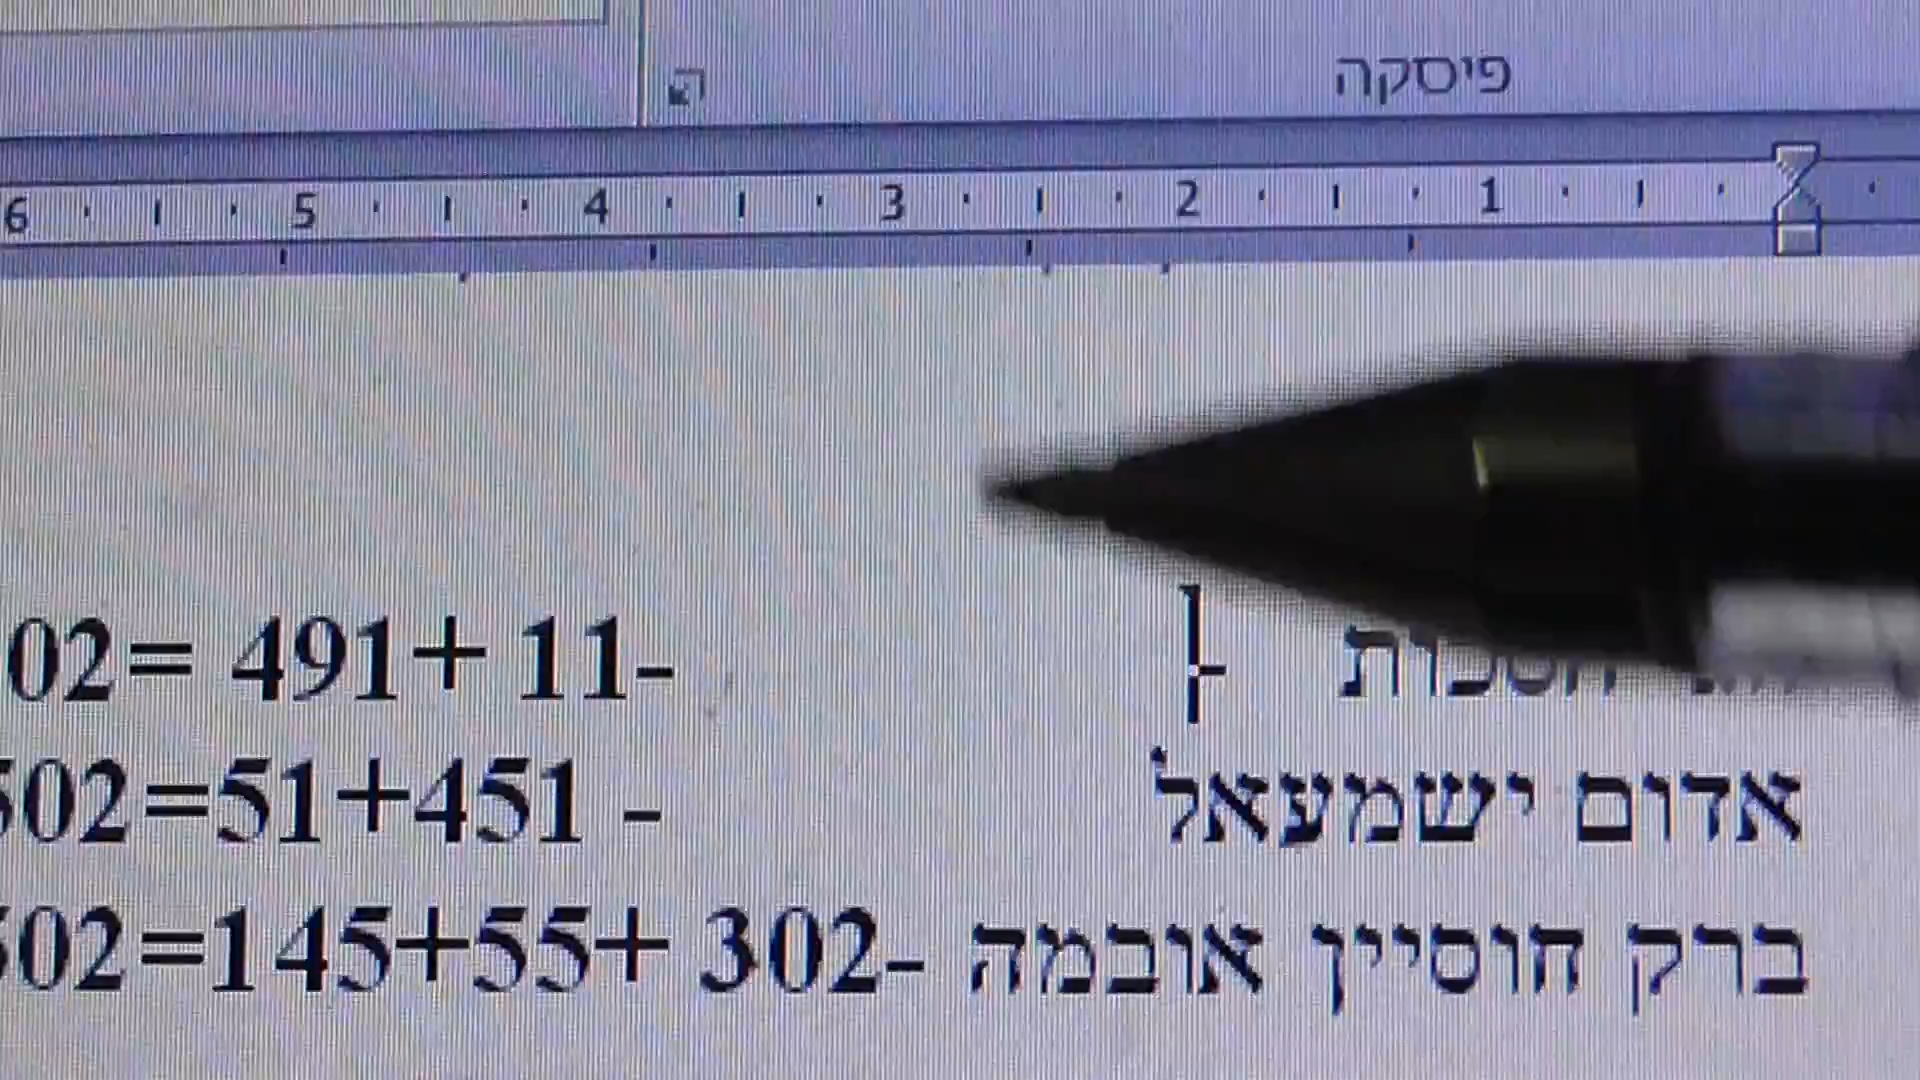 פיסקה
6 5 4 3 2 1
הסכות -11 +491 =02
אדום ישמעאל - 451+51=502
ברק חוסיין אובמה -302 +55+145=502